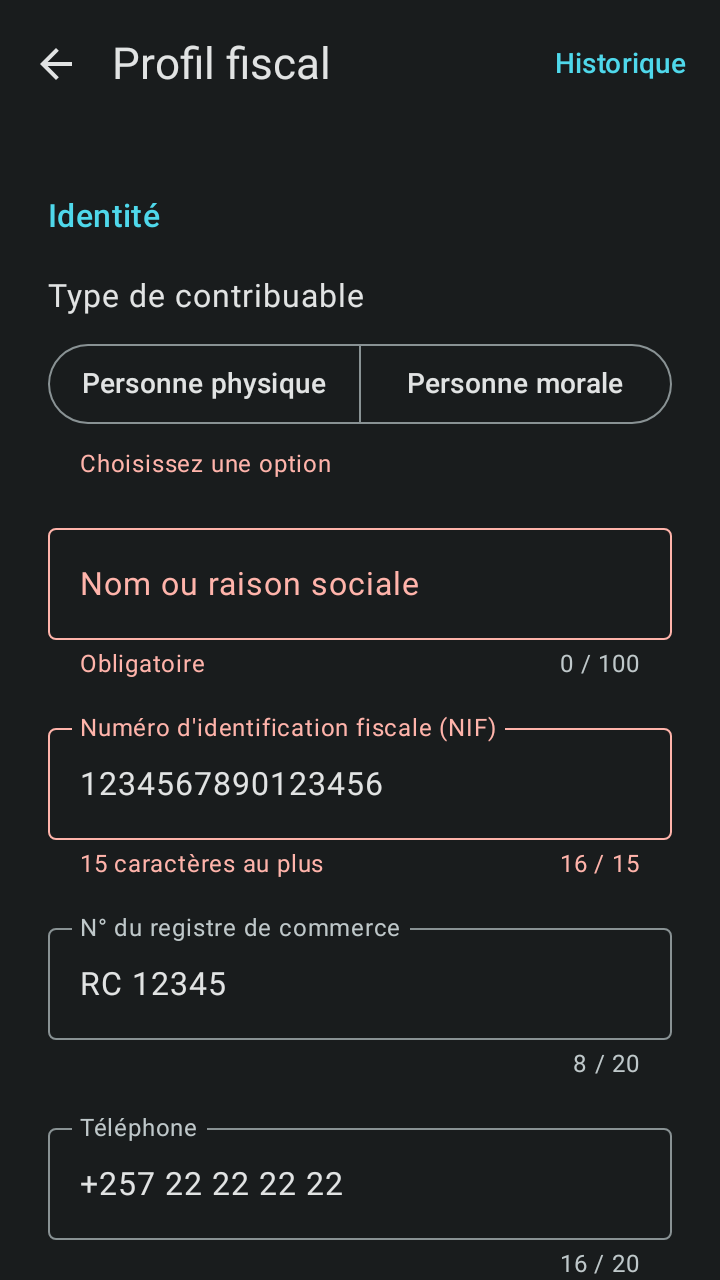 Profil fiscal
Historique
Identité
Type de contribuable
Personne physique
Personne morale
Choisissez une option
Nom ou raison sociale
Obligatoire
0 / 100
Numéro d'identification fiscale (NIF)
1234567890123456
15 caractères au plus
16 / 15
N° du registre de commerce
RC 12345
8 / 20
Téléphone
+257 22 22 22 22
16 / 20